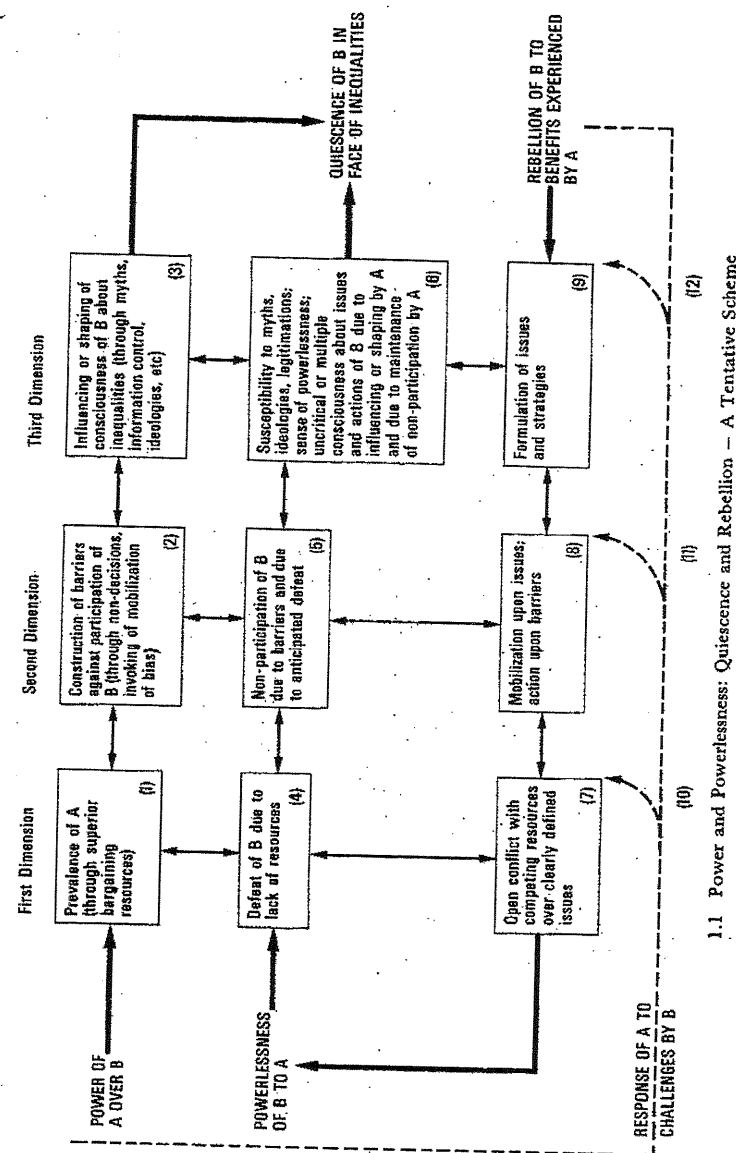 First Dimension
Second Dimension
Third Dimension
POWER OF
A OVER B
Prevalence of A
(through superior
bargaining
resources)
(1)
Construction of barriers
against participation of
B (through non-decisions,
invoking of mobilization
of bias)
(2)
Influencing or shaping of
consciousness of B about
inequalities (through myths,
information control,
ideologies, etc)
(3)
POWERLESSNESS
OF B TO A
Defeat of B due to
lack of resources
(4)
Non-participation of B
due to barriers and due
to anticipated defeat
(5)
Susceptibility to myths,
ideologies, legitimations;
sense of powerlessness;
uncritical or multiple
consciousness about issues
and actions of B due to
influencing or shaping by A
and due to maintenance
of non-participation by A
(6)
QUIESCENCE OF B IN
FACE OF INEQUALITIES
Open conflict with
competing resources
over clearly defined
issues
(7)
Mobilization upon issues;
action upon barriers
(8)
Formulation of issues
and strategies
(9)
REBELLION OF B TO
BENEFITS EXPERIENCED
BY A
RESPONSE OF A TO
CHALLENGES BY B
(10)
(11)
(12)
1.1 Power and Powerlessness: Quiescence and Rebellion – A Tentative Scheme